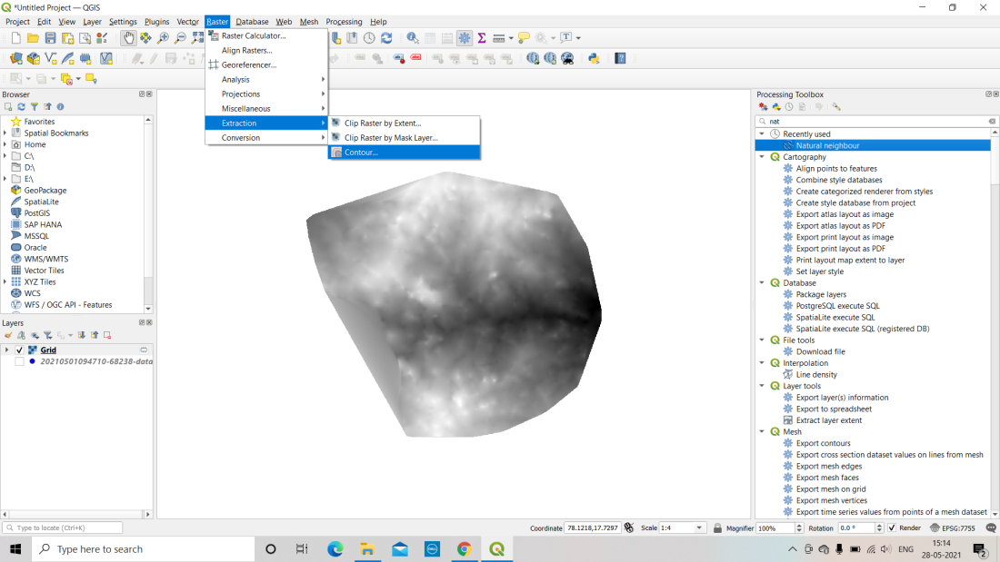 *Untitled Project — QGIS
Project Edit View Layer Settings Plugins Vector Raster Database Web Mesh Processing Help
Raster Calculator...
Align Rasters...
Georeferencer...
Analysis
Projections
Miscellaneous
Extraction
Conversion
Clip Raster by Extent...
Clip Raster by Mask Layer...
Contour...
Browser
Favorites
Spatial Bookmarks
Home
C:\
D:\
E:\
GeoPackage
SpatiaLite
PostGIS
SAP HANA
MSSQL
Oracle
WMS/WMTS
Vector Tiles
XYZ Tiles
WCS
WFS / OGC API - Features
Layers
Grid
20210501094710-68238-data
Processing Toolbox
nat
Recently used
Natural neighbour
Cartography
Align points to features
Combine style databases
Create categorized renderer from styles
Create style database from project
Export atlas layout as image
Export atlas layout as PDF
Export print layout as image
Export print layout as PDF
Print layout map extent to layer
Set layer style
Database
Package layers
PostgreSQL execute SQL
SpatiaLite execute SQL
SpatiaLite execute SQL (registered DB)
File tools
Download file
Interpolation
Line density
Layer tools
Export layer(s) information
Export to spreadsheet
Extract layer extent
Mesh
Export contours
Export cross section dataset values on lines from mesh
Export mesh edges
Export mesh faces
Export mesh on grid
Export mesh vertices
Export time series values from points of a mesh dataset
Type to locate (Ctrl+K)
Coordinate 78.1218,17.7297 Scale 1:4 Magnifier 100% Rotation 0.0 ° Render EPSG:7755
Type here to search
ENG
15:14
28-05-2021
2